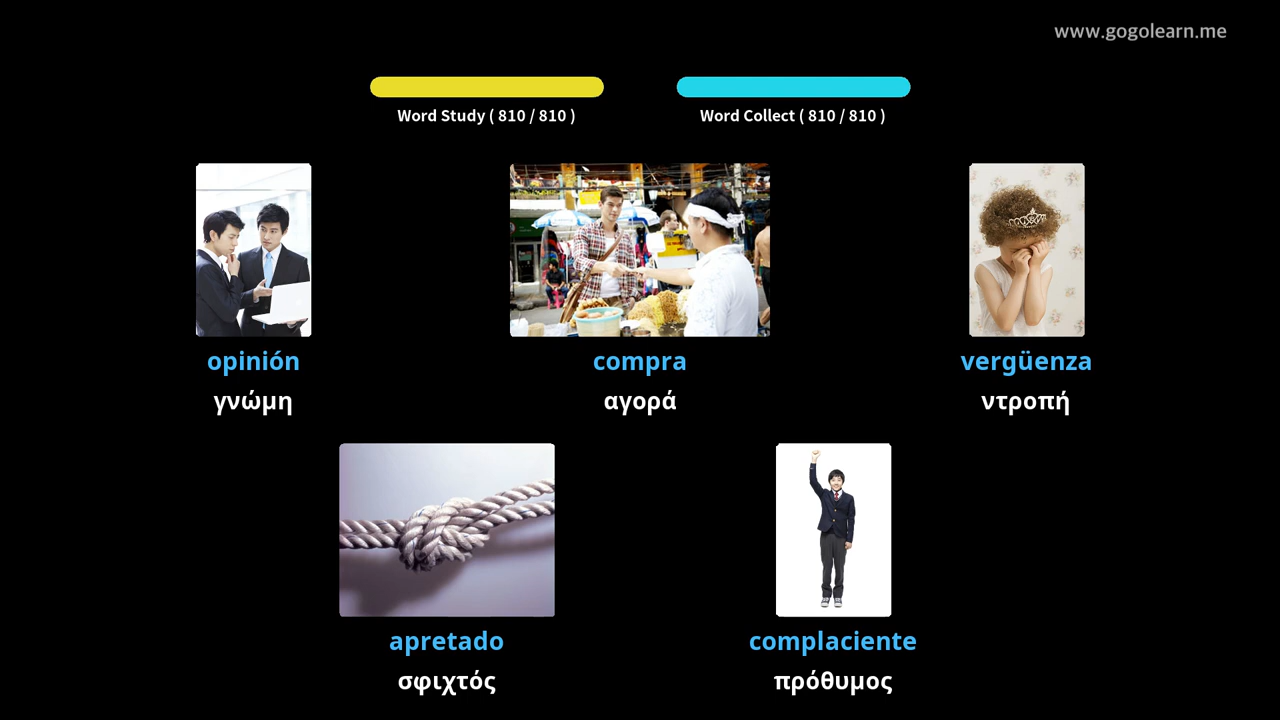 www.gogolearn.me
Word Study ( 810 / 810 )
Word Collect ( 810 / 810 )
opinión
γνώμη
compra
αγορά
vergüenza
ντροπή
apretado
σφιχτός
complaciente
πρόθυμος